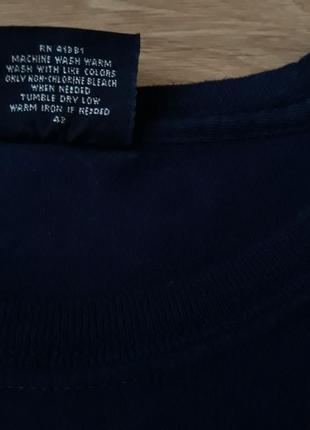 RN 41381
MACHINE WASH WARM
WASH WITH LIKE COLORS
ONLY NON-CHLORINE BLEACH
WHEN NEEDED
TUMBLE DRY LOW
WARM IRON IF NEEDED
42